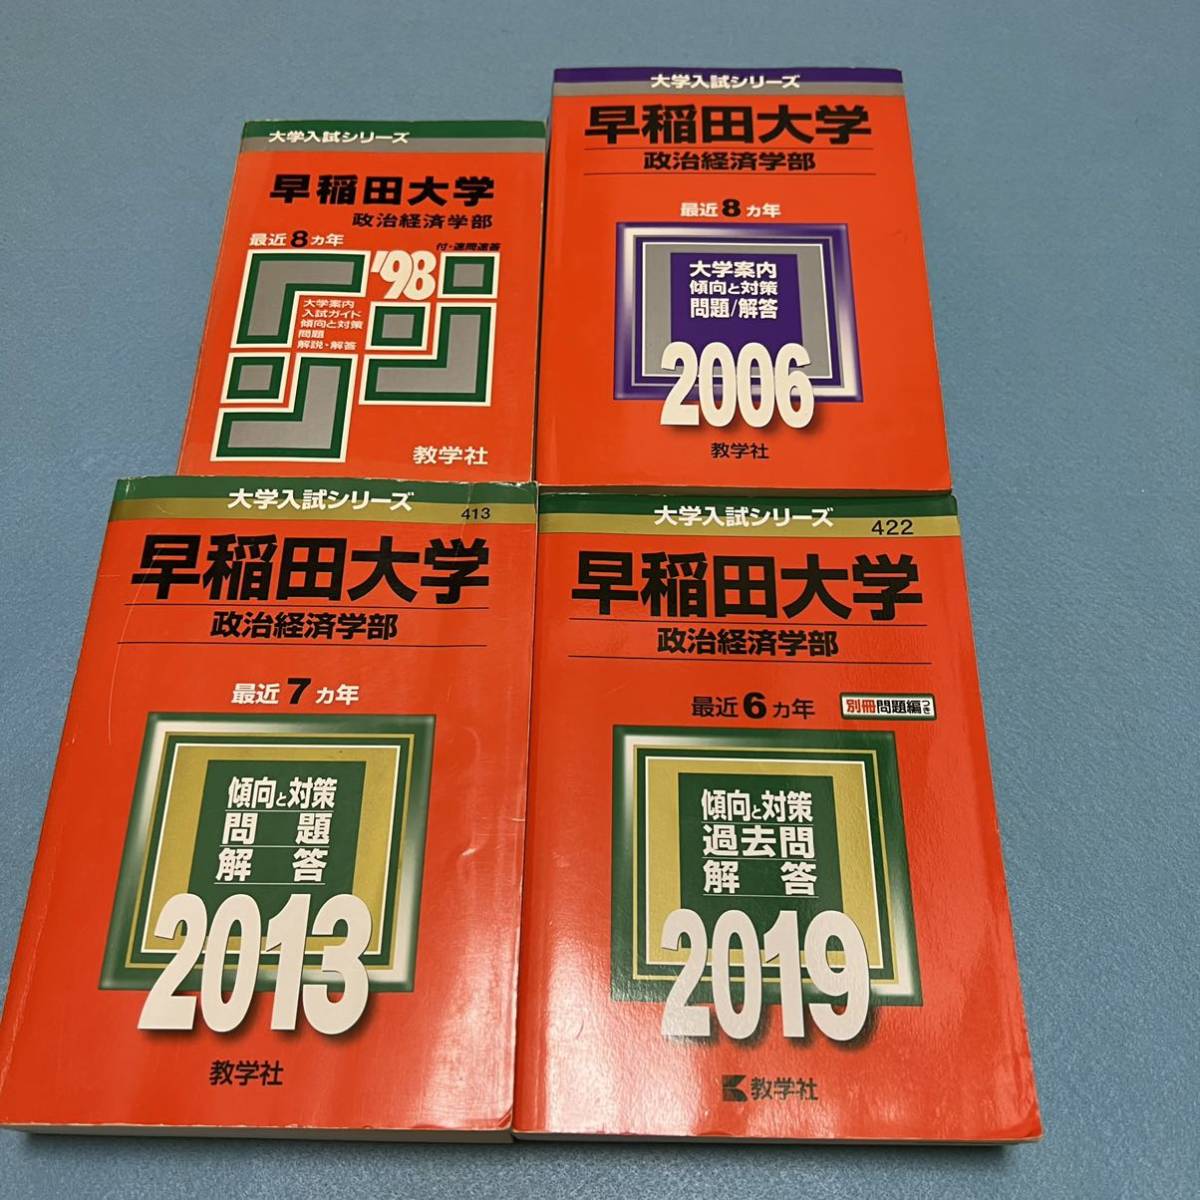 大学入試シリーズ
早稲田大学
政治経済学部
最近8ヵ年
付・速問速答
'98
大学案内
入試ガイド
傾向と対策
問題
解説・解答
教学社
大学入試シリーズ
早稲田大学
政治経済学部
最近8ヵ年
大学案内
傾向と対策
問題/解答
2006
教学社
大学入試シリーズ
413
早稲田大学
政治経済学部
最近7ヵ年
傾向と対策
問題
解答
2013
教学社
大学入試シリーズ
422
早稲田大学
政治経済学部
最近6ヵ年
別冊問題編つき
傾向と対策
過去問
解答
2019
教学社